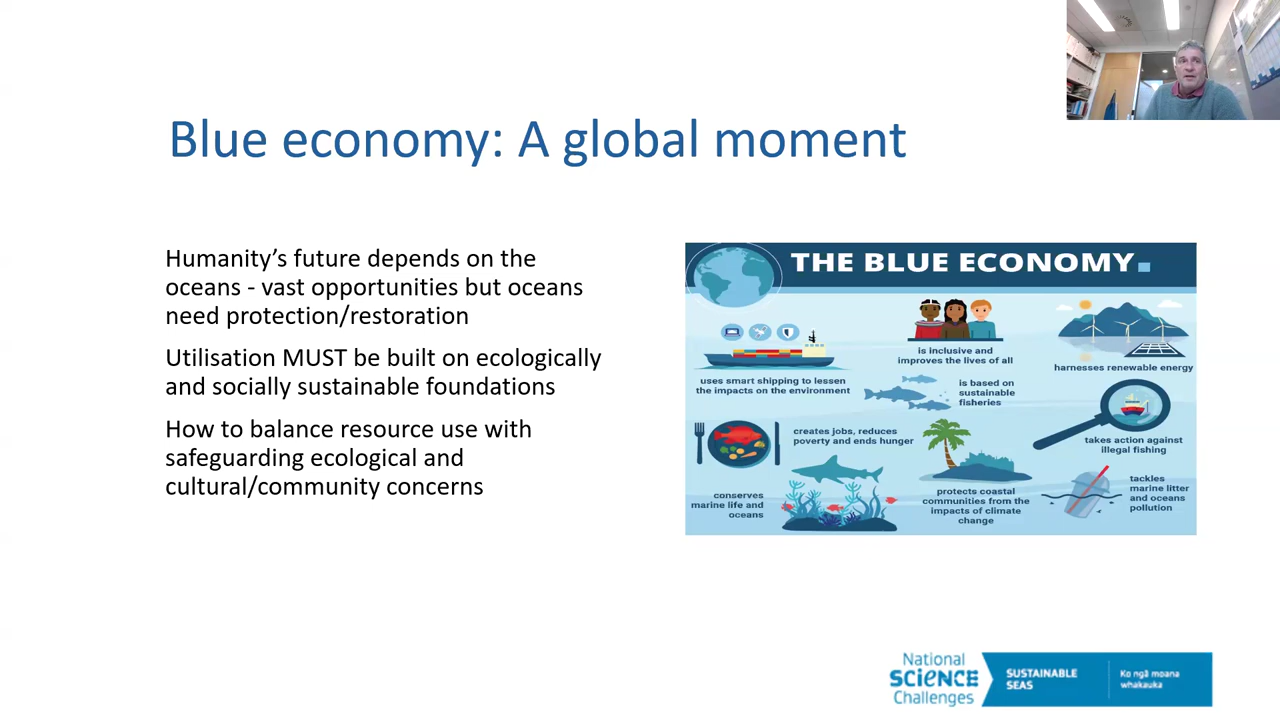 Blue economy: A global moment
Humanity's future depends on the
oceans - vast opportunities but oceans
need protection/restoration
Utilisation MUST be built on ecologically
and socially sustainable foundations
How to balance resource use with
safeguarding ecological and
cultural/community concerns
THE BLUE ECONOMY.
uses smart shipping to lessen
the impacts on the environment
is inclusive and
improves the lives of all
harnesses renewable energy
is based on
sustainable
fisheries
creates jobs, reduces
poverty and ends hunger
takes action against
illegal fishing
conserves
marine life and
oceans
protects coastal
communities from the
impacts of climate
change
tackles
marine litter
and oceans
pollution
National
SCIENCE
Challenges
SUSTAINABLE
SEAS
Ko ngā moana
whakauka